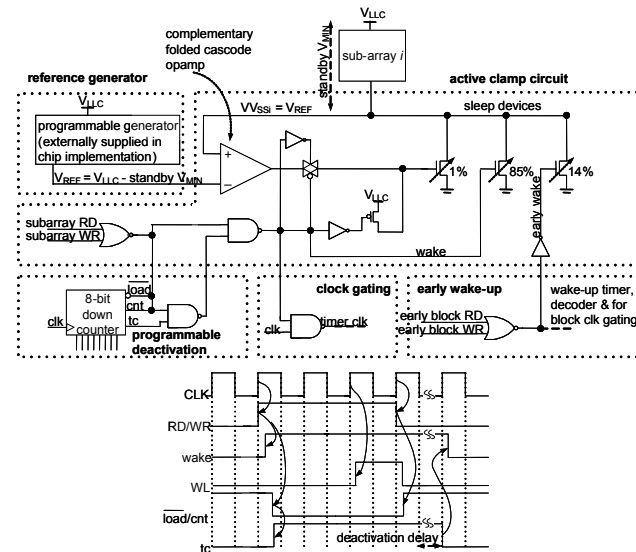 complementary
folded cascode
opamp
V_LLC
sub-array i
standby V_MIN
reference generator
active clamp circuit
V_LLC
programmable generator
(externally supplied in
chip implementation)
VV_SSi = V_REF
sleep devices
+
–
1%
85%
14%
V_REF = V_LLC - standby V_MIN
V_LLC
early wake
subarray RD
subarray WR
wake
load
cnt
tc
8-bit
down
counter
clk
programmable
deactivation
clock gating
clk
timer clk
early wake-up
early block RD
early block WR
wake-up timer,
decoder & for
block clk gating
CLK
RD/WR
wake
WL
load/cnt
tc
deactivation delay